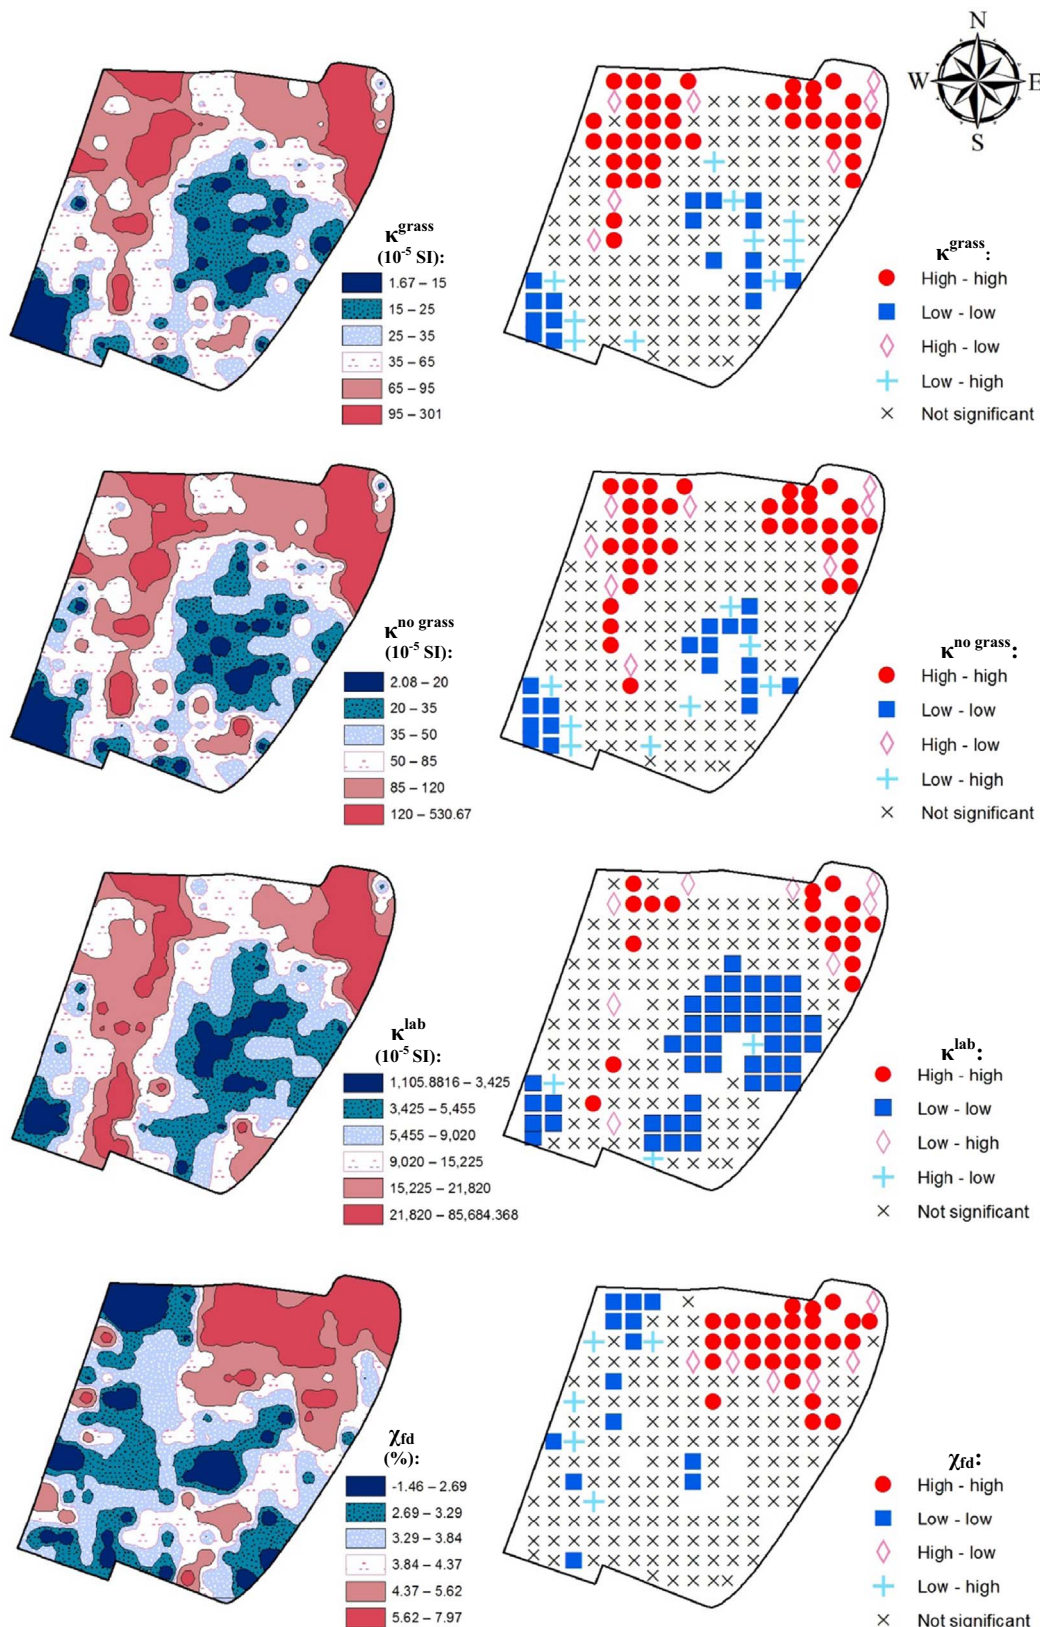 N
W E
S
κ^grass
(10^-5 SI):
1.67 – 15
15 – 25
25 – 35
35 – 65
65 – 95
95 – 301
κ^grass:
High - high
Low - low
High - low
Low - high
Not significant
κ^no grass
(10^-5 SI):
2.08 – 20
20 – 35
35 – 50
50 – 85
85 – 120
120 – 530.67
κ^no grass:
High - high
Low - low
High - low
Low - high
Not significant
κ^lab
(10^-5 SI):
1,105.8816 – 3,425
3,425 – 5,455
5,455 – 9,020
9,020 – 15,225
15,225 – 21,820
21,820 – 85,684.368
κ^lab:
High - high
Low - low
Low - high
High - low
Not significant
χfd
(%):
-1.46 – 2.69
2.69 – 3.29
3.29 – 3.84
3.84 – 4.37
4.37 – 5.62
5.62 – 7.97
χfd:
High - high
Low - low
High - low
Low - high
Not significant